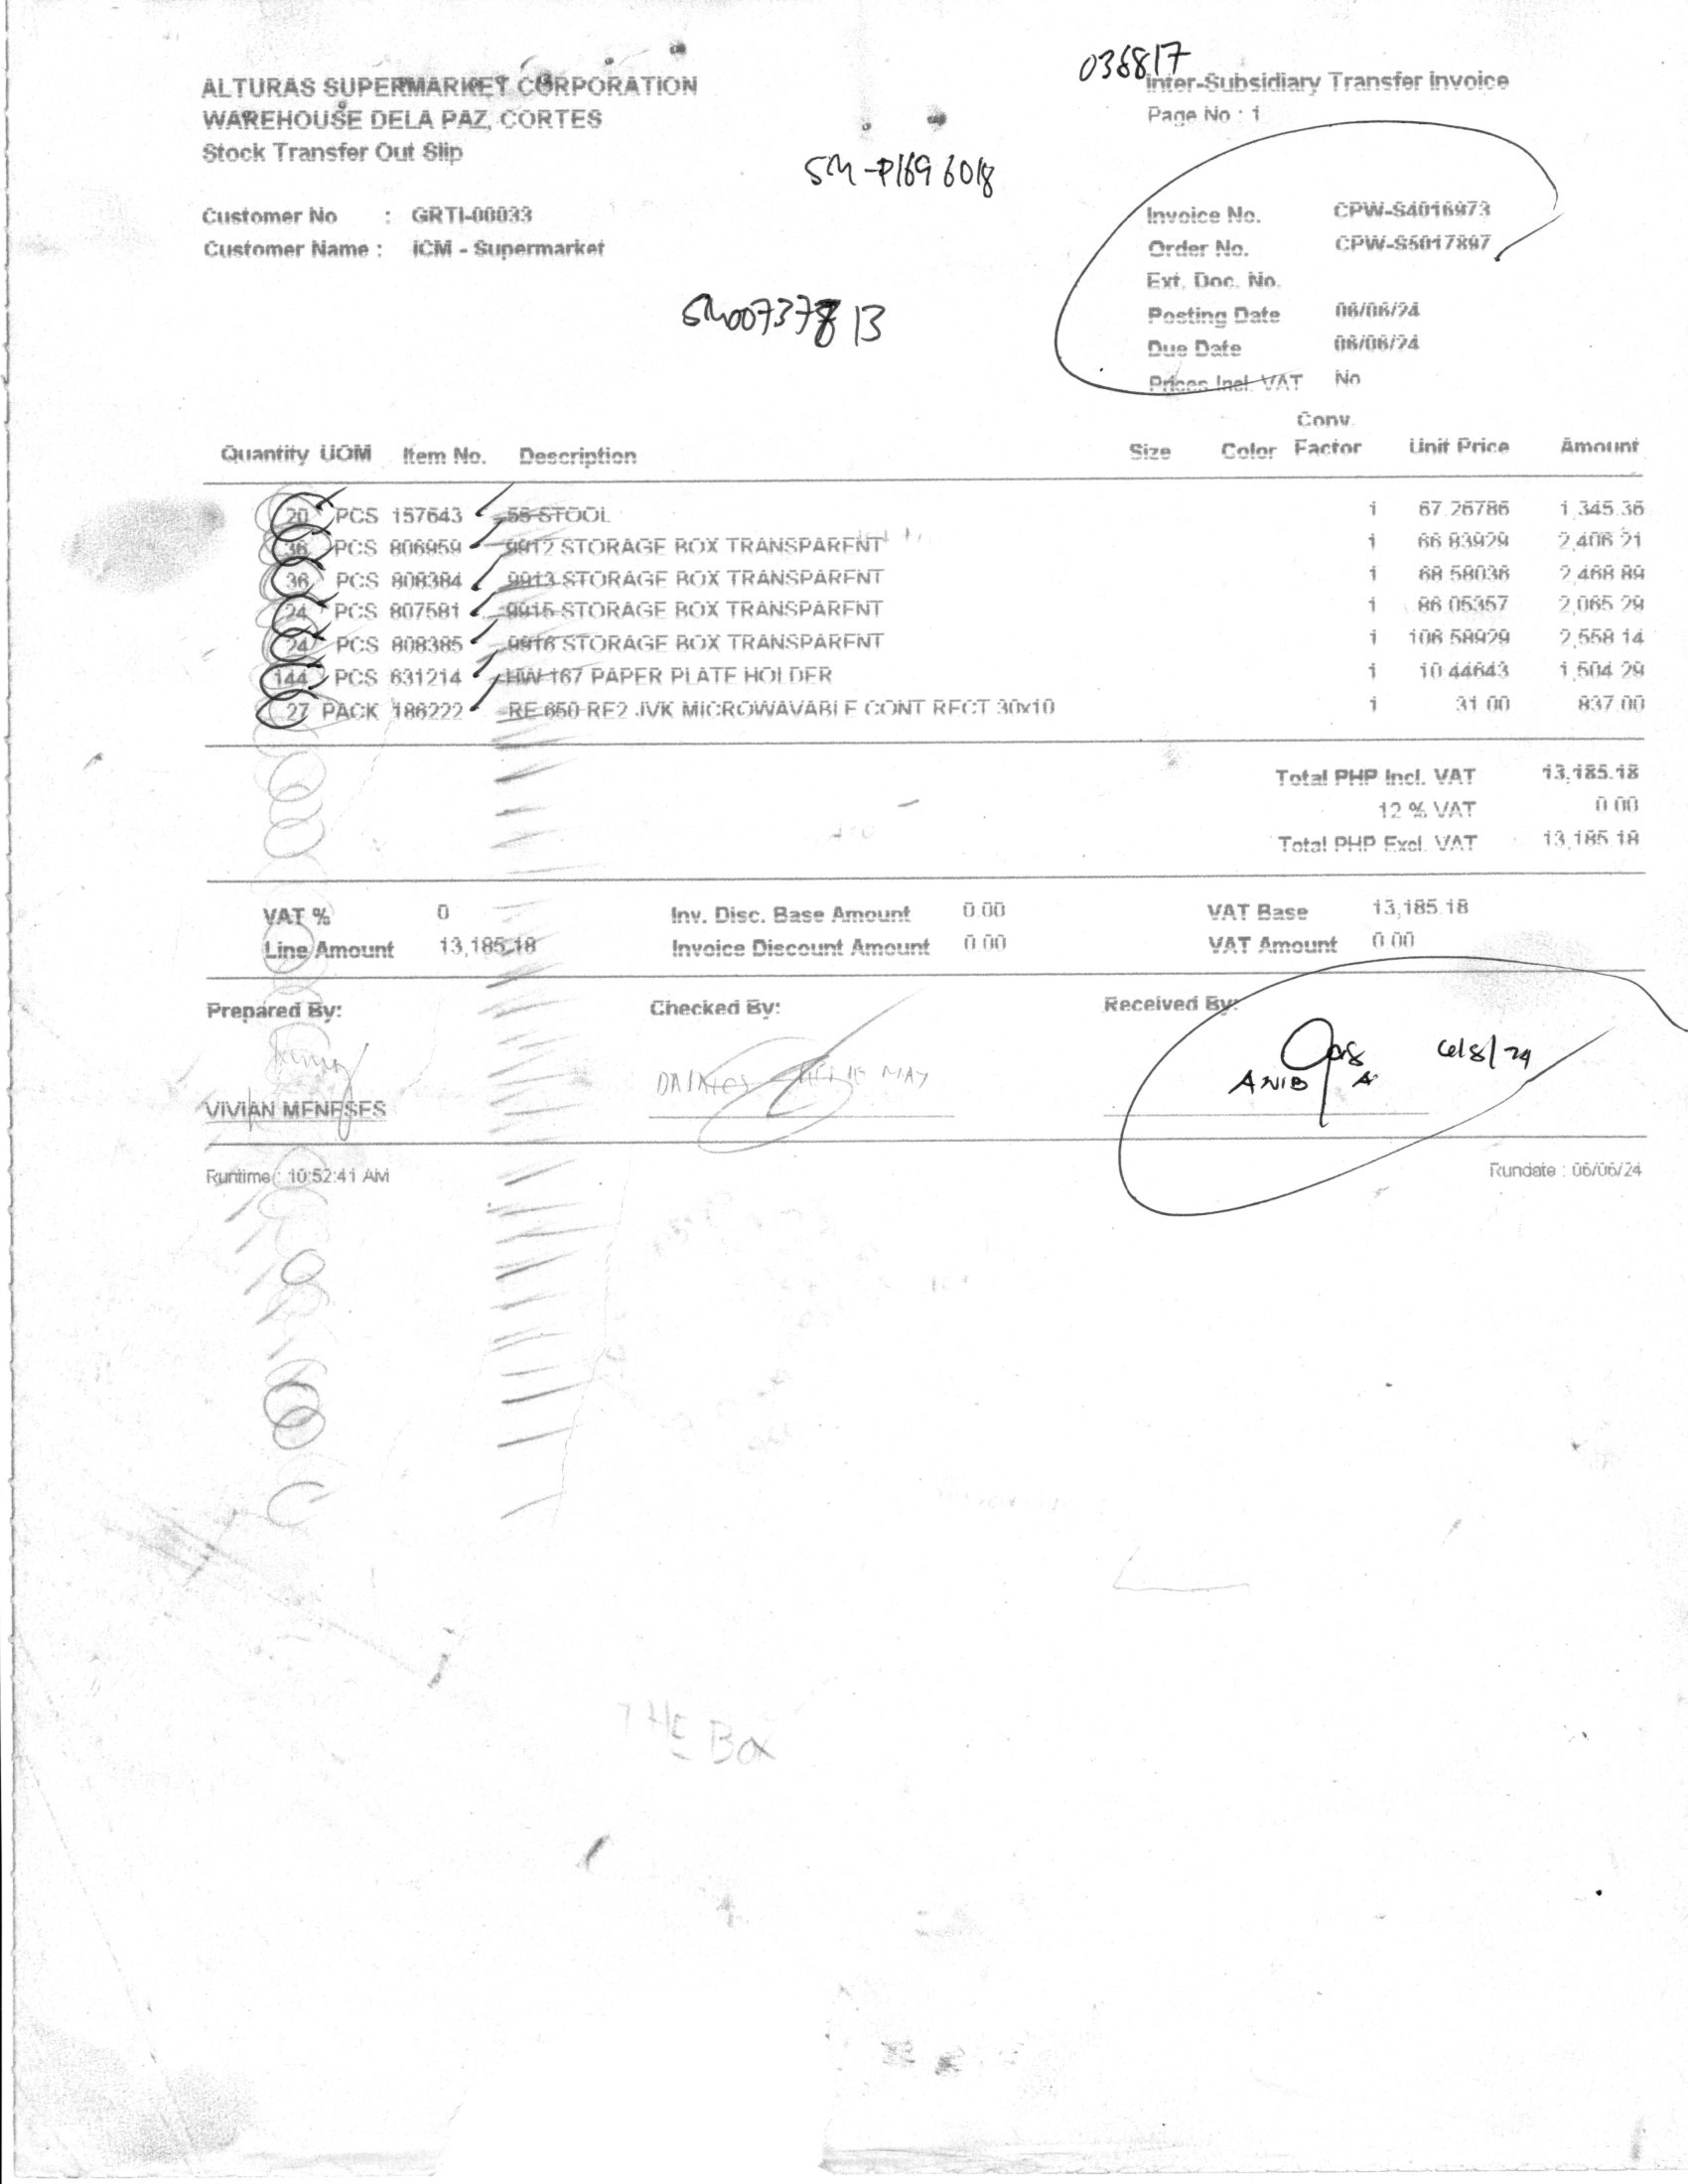 036817
ALTURAS SUPERMARKET CORPORATION
Inter-Subsidiary Transfer Invoice
WAREHOUSE DELA PAZ, CORTES
Page No : 1
Stock Transfer Out Slip
SM-P1696018
Customer No : GRTI-00033
Invoice No. CPW-S4016973
Customer Name : ICM - Supermarket
Order No. CPW-S5017897
Ext. Doc. No.
SM00737813
Posting Date 06/06/24
Due Date 06/06/24
Prices Incl. VAT No
Quantity UOM Item No. Description Size Color Conv. Factor Unit Price Amount
20 PCS 157643 55 STOOL 1 67.26786 1,345.36
36 PCS 806959 9912 STORAGE BOX TRANSPARENT 1 66.83929 2,406.21
36 PCS 808384 9913 STORAGE BOX TRANSPARENT 1 68.58036 2,468.89
24 PCS 807581 9915 STORAGE BOX TRANSPARENT 1 86.05357 2,065.29
24 PCS 808385 9916 STORAGE BOX TRANSPARENT 1 106.58929 2,558.14
144 PCS 631214 HW-167 PAPER PLATE HOLDER 1 10.44643 1,504.29
27 PACK 186222 RE 650 RE2 JVK MICROWAVABLE CONT RECT 30x10 1 31.00 837.00
Total PHP Incl. VAT 13,185.18
12 % VAT 0.00
Total PHP Excl. VAT 13,185.18
VAT % 0 Inv. Disc. Base Amount 0.00 VAT Base 13,185.18
Line Amount 13,185.18 Invoice Discount Amount 0.00 VAT Amount 0.00
Prepared By: Checked By: Received By:
6/8/24
MAY
VIVIAN MENESES
Runtime : 10:52:41 AM Rundate : 06/06/24
THE
Box